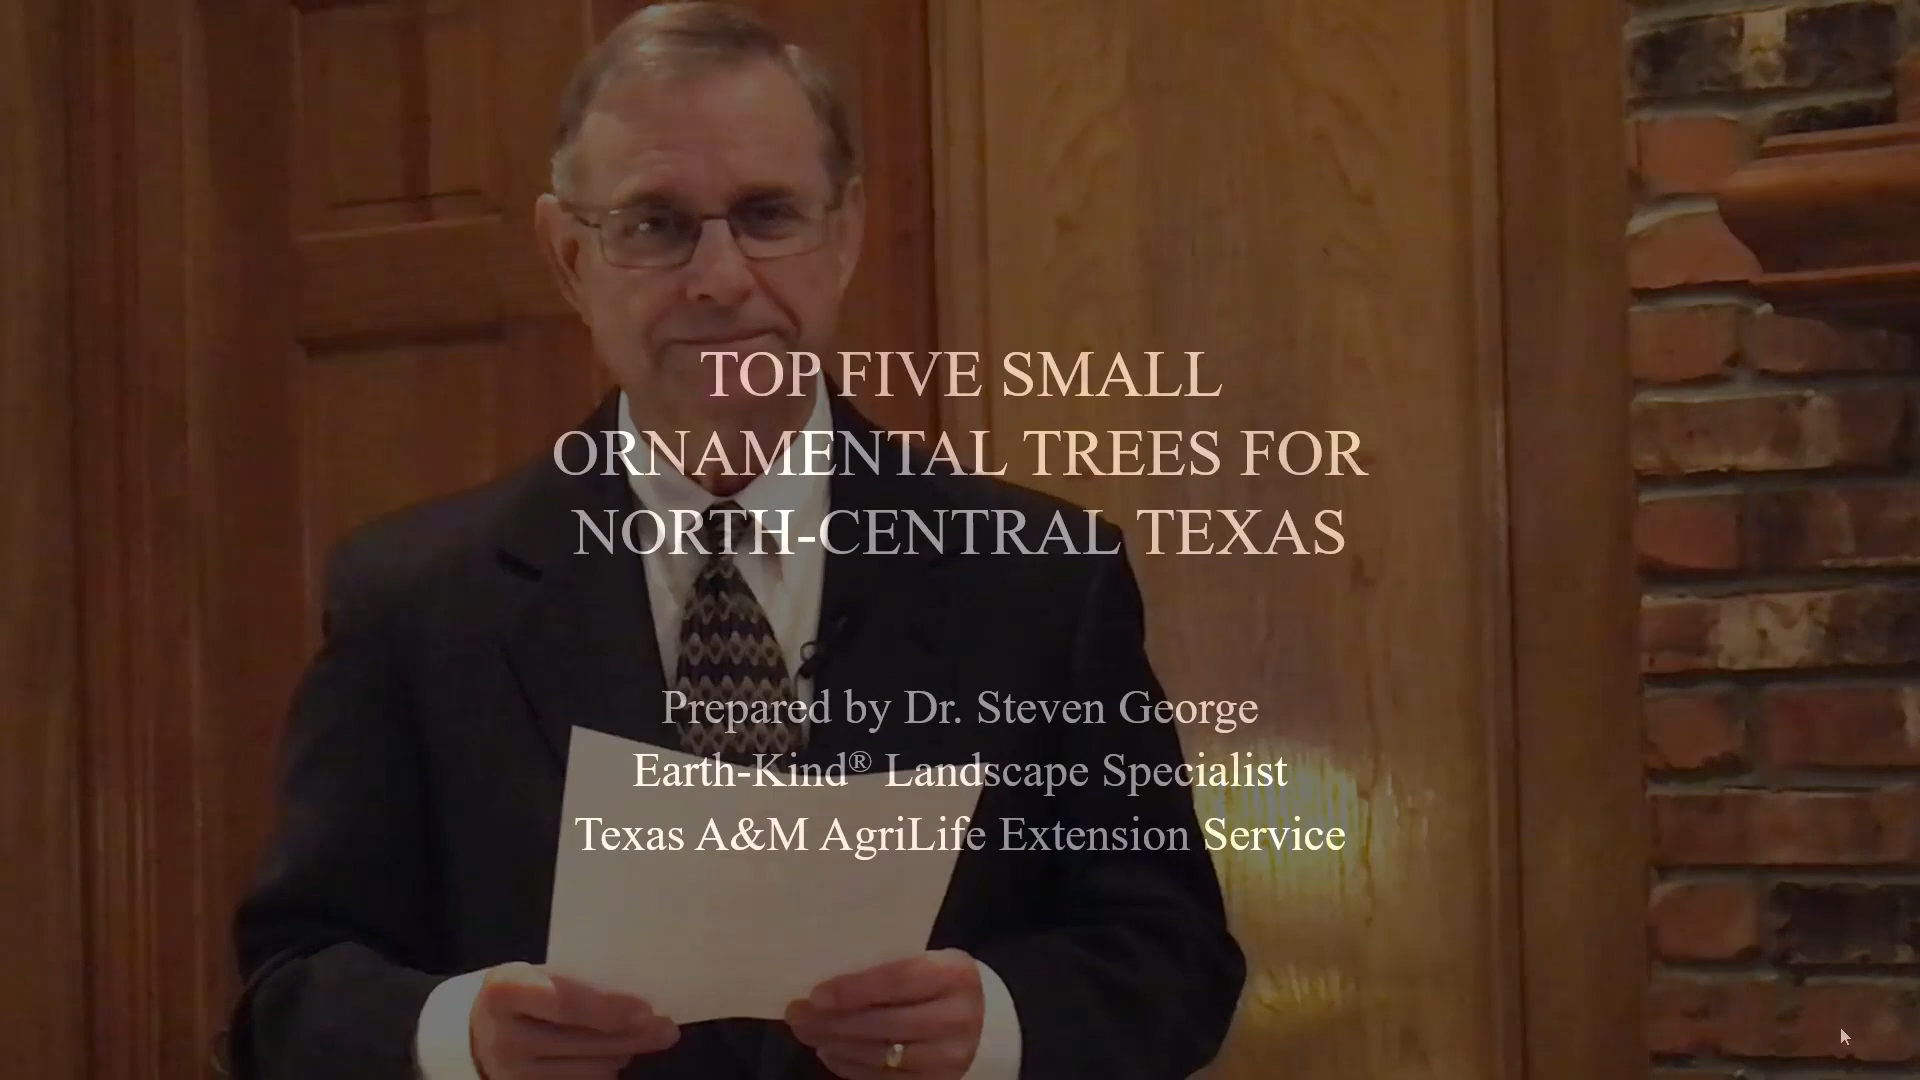 TOP FIVE SMALL
ORNAMENTAL TREES FOR
NORTH-CENTRAL TEXAS
Prepared by Dr. Steven George
Earth-Kind® Landscape Specialist
Texas A&M AgriLife Extension Service